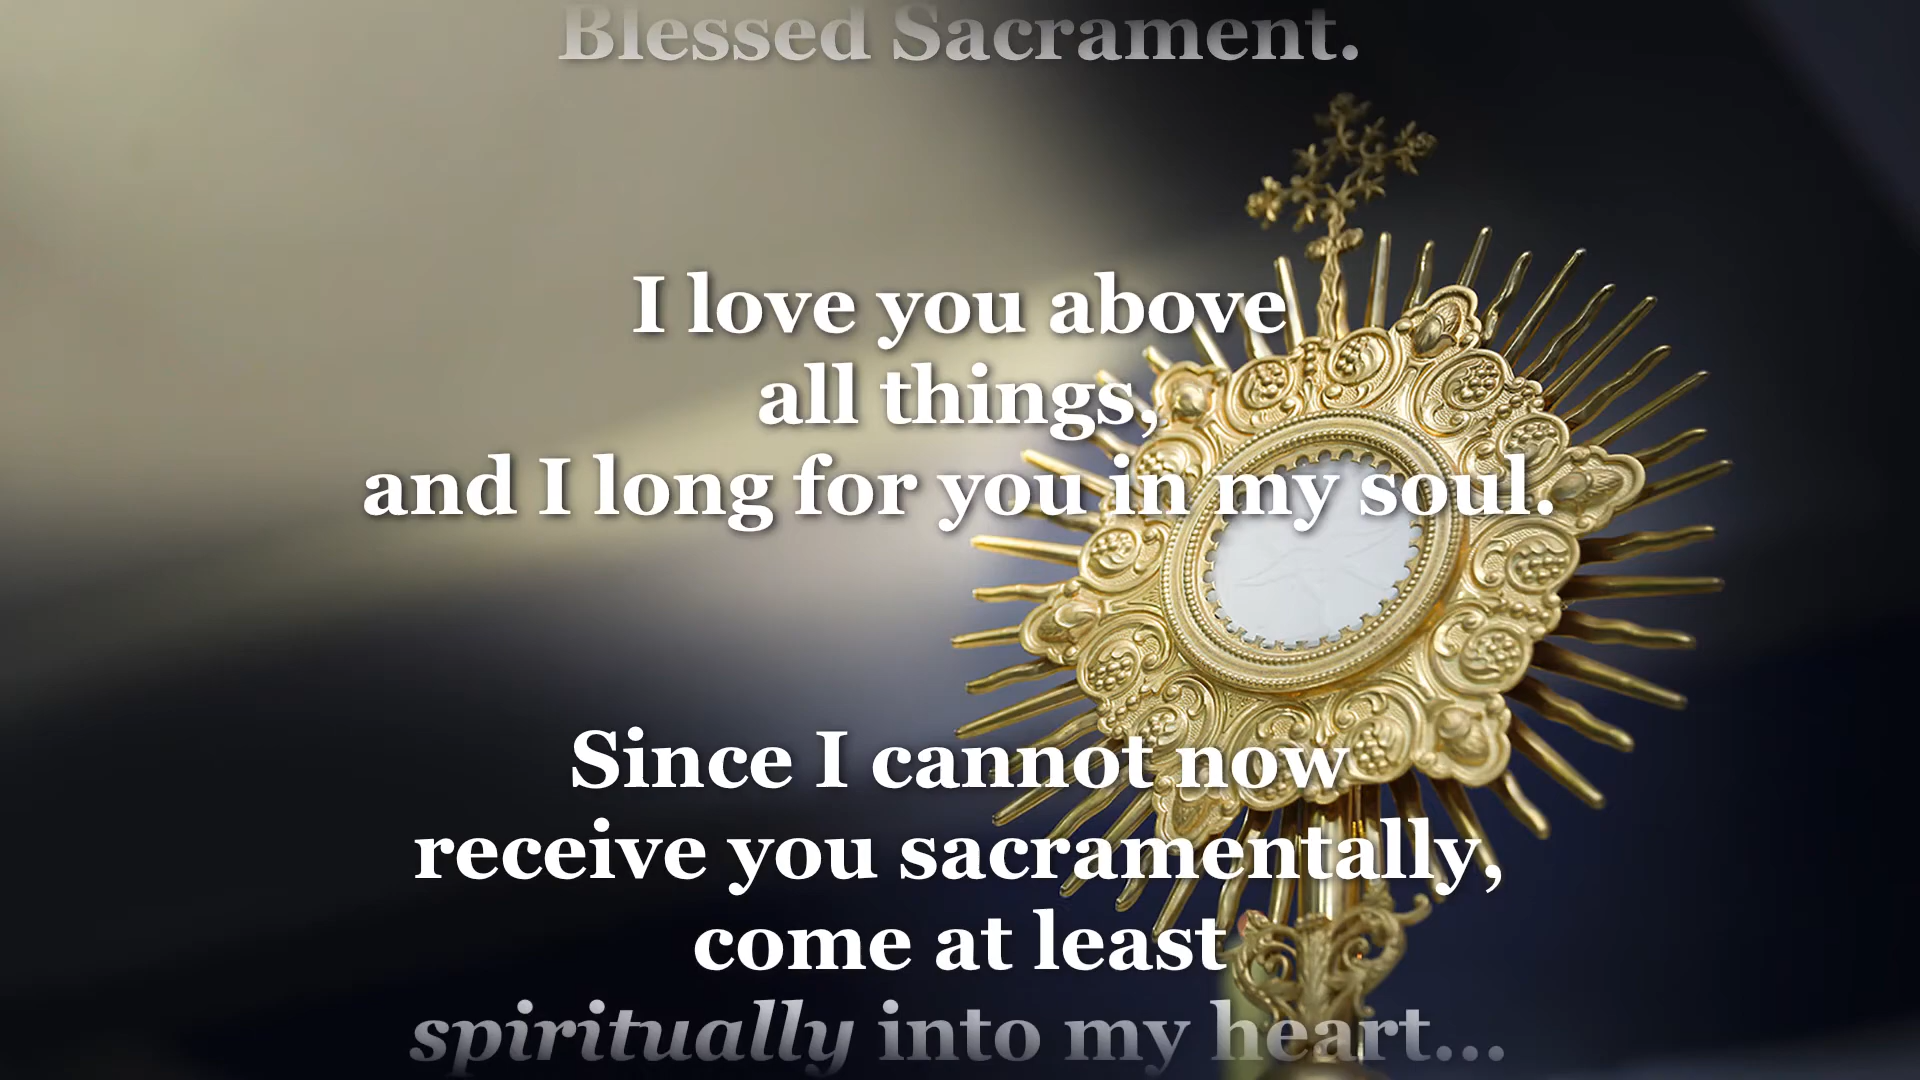 Blessed Sacrament.
I love you above
all things,
and I long for you in my soul.
Since I cannot now
receive you sacramentally,
come at least
spiritually into my heart...